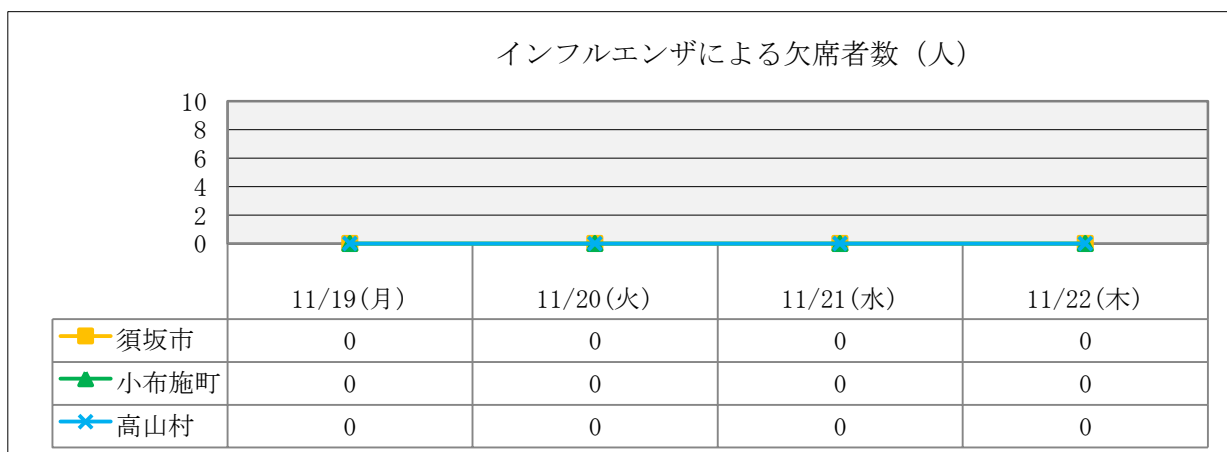 インフルエンザによる欠席者数（人）
10
8
6
4
2
0
11/19(月) 11/20(火) 11/21(水) 11/22(木)
須坂市 0 0 0 0
小布施町 0 0 0 0
高山村 0 0 0 0